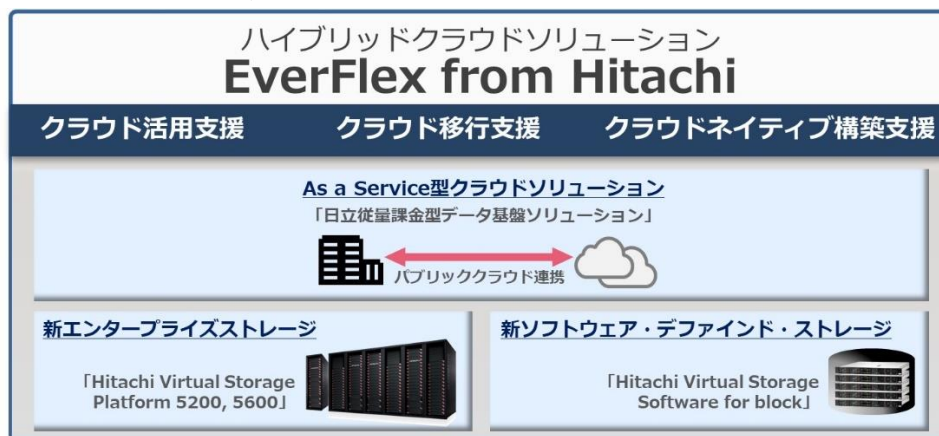 ハイブリッドクラウドソリューション
EverFlex from Hitachi
クラウド活用支援
クラウド移行支援
クラウドネイティブ構築支援
As a Service型クラウドソリューション
「日立従量課金型データ基盤ソリューション」
パブリッククラウド連携
新エンタープライズストレージ
「Hitachi Virtual Storage
Platform 5200, 5600」
新ソフトウェア・デファインド・ストレージ
「Hitachi Virtual Storage
Software for block」